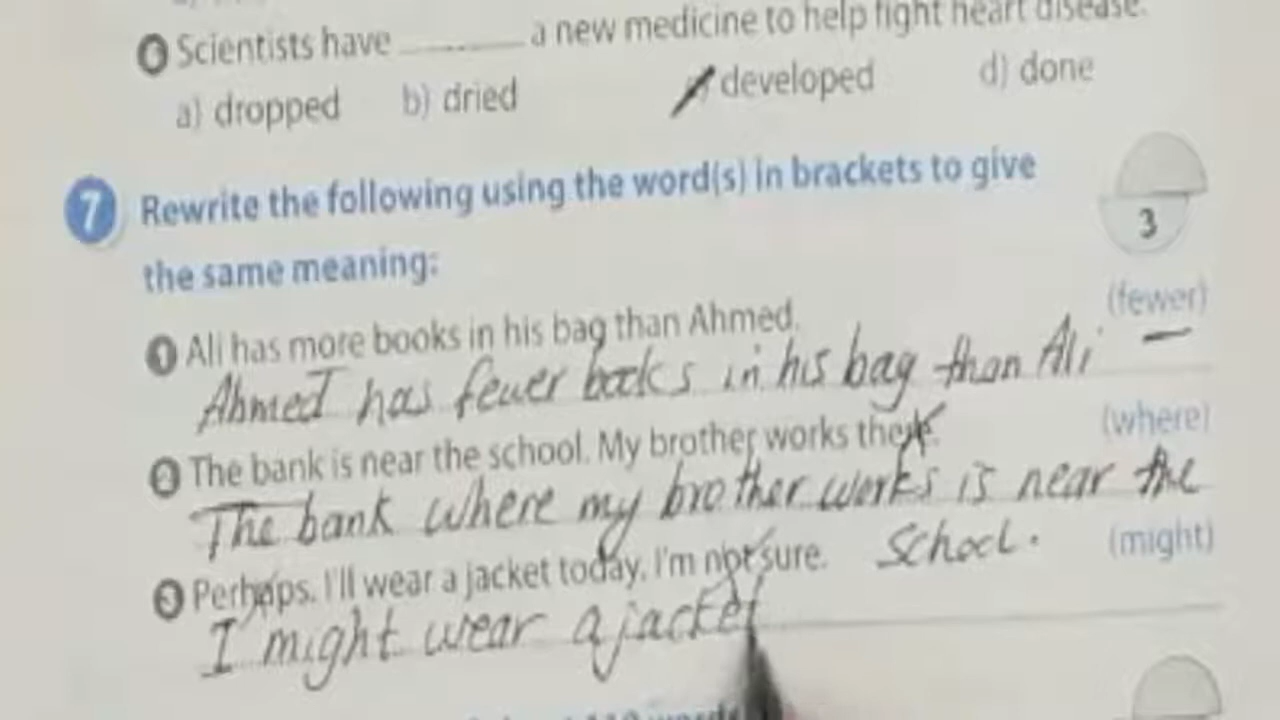 ❻ Scientists have ........... a new medicine to help fight heart disease.
a) dropped b) dried developed d) done
7 Rewrite the following using the word(s) in brackets to give
3
the same meaning:
❶ Ali has more books in his bag than Ahmed. (fewer)
Ahmed has fewer books in his bag than Ali
❷ The bank is near the school. My brother works there. (where)
The bank where my brother works is near the
school.
❸ Perhaps. I'll wear a jacket today. I'm not sure. (might)
I might wear a jacket